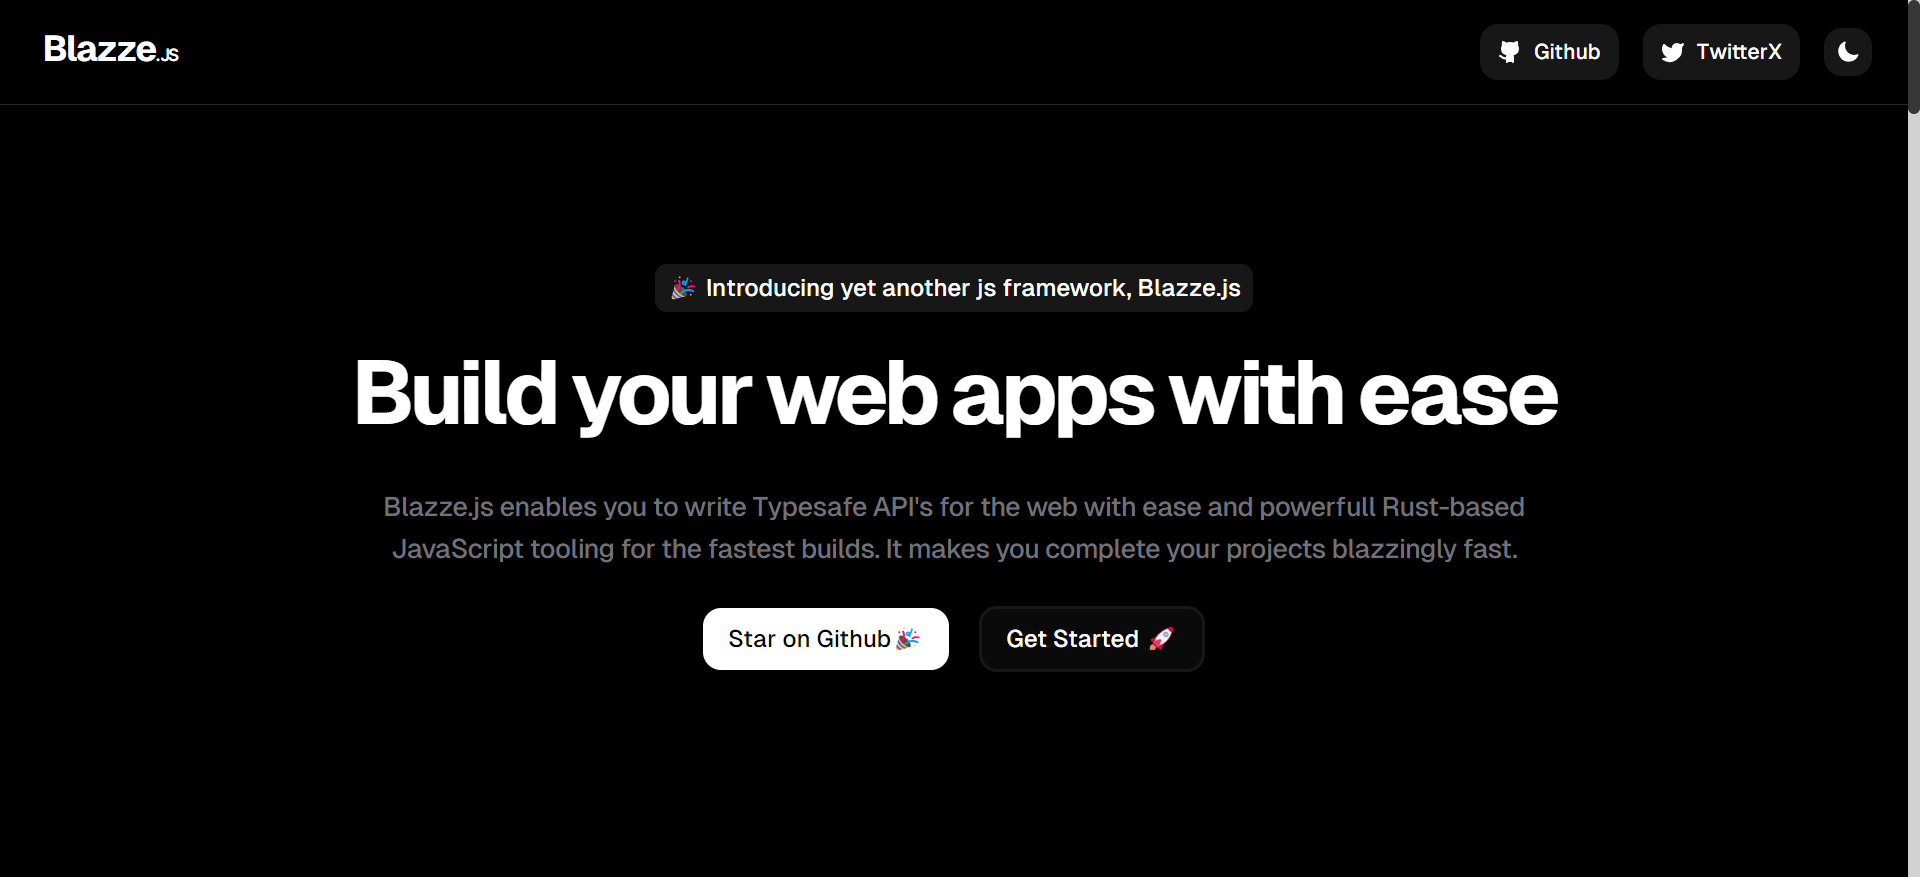 Blazze.JS
Github
TwitterX
🎉 Introducing yet another js framework, Blazze.js
Build your web apps with ease
Blazze.js enables you to write Typesafe API's for the web with ease and powerfull Rust-based
JavaScript tooling for the fastest builds. It makes you complete your projects blazzingly fast.
Star on Github 🎉
Get Started 🚀